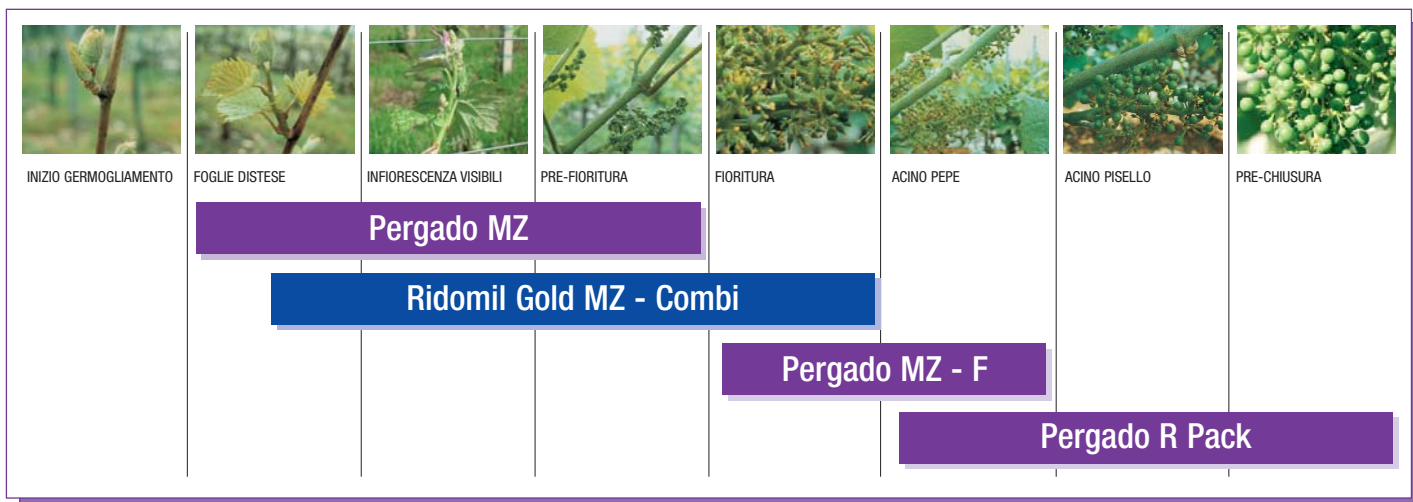 INIZIO GERMOGLIAMENTO
FOGLIE DISTESE
INFIORESCENZA VISIBILI
PRE-FIORITURA
FIORITURA
ACINO PEPE
ACINO PISELLO
PRE-CHIUSURA
Pergado MZ
Ridomil Gold MZ - Combi
Pergado MZ - F
Pergado R Pack